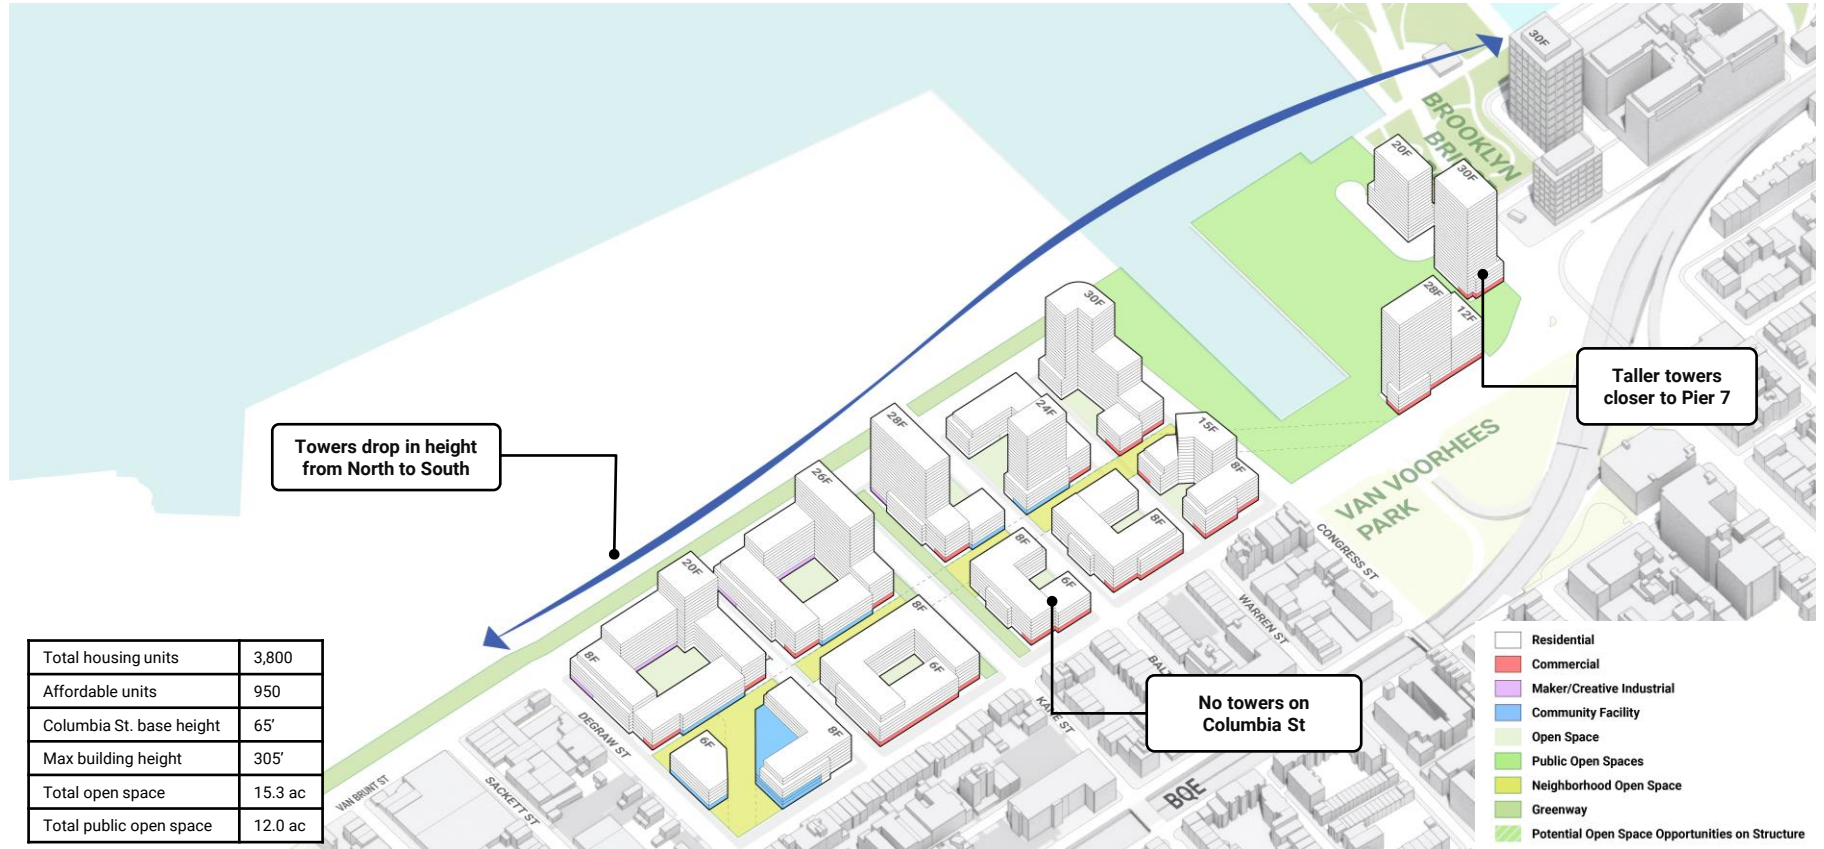 30F
BROOKLYN
20F
30F
28F
12F
Taller towers
closer to Pier 7
30F
24F
28F
15F
8F
VAN VOORHEES
PARK
Towers drop in height
from North to South
26F
8F
8F
6F
CONGRESS ST
WARREN ST
20F
8F
8F
6F
No towers on
Columbia St
KANE ST
DEGRAW ST
6F
8F
SACKETT ST
VAN BRUNT ST
BQE
Total housing units 3,800
Affordable units 950
Columbia St. base height 65’
Max building height 305’
Total open space 15.3 ac
Total public open space 12.0 ac
Residential
Commercial
Maker/Creative Industrial
Community Facility
Open Space
Public Open Spaces
Neighborhood Open Space
Greenway
Potential Open Space Opportunities on Structure